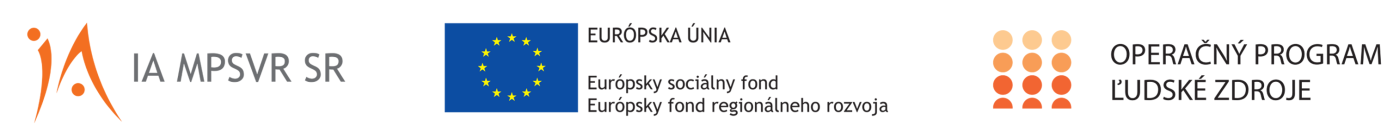 IA MPSVR SR
EURÓPSKA ÚNIA
Európsky sociálny fond
Európsky fond regionálneho rozvoja
OPERAČNÝ PROGRAM
ĽUDSKÉ ZDROJE